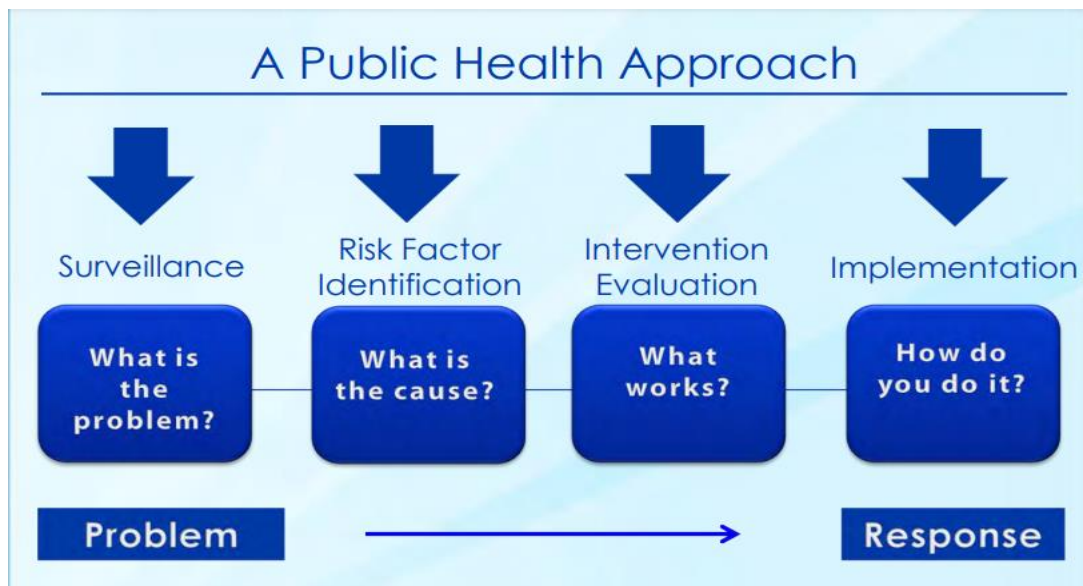 A Public Health Approach
Surveillance
Risk Factor
Identification
Intervention
Evaluation
Implementation
What is
the
problem?
What is
the cause?
What
works?
How do
you do it?
Problem
Response